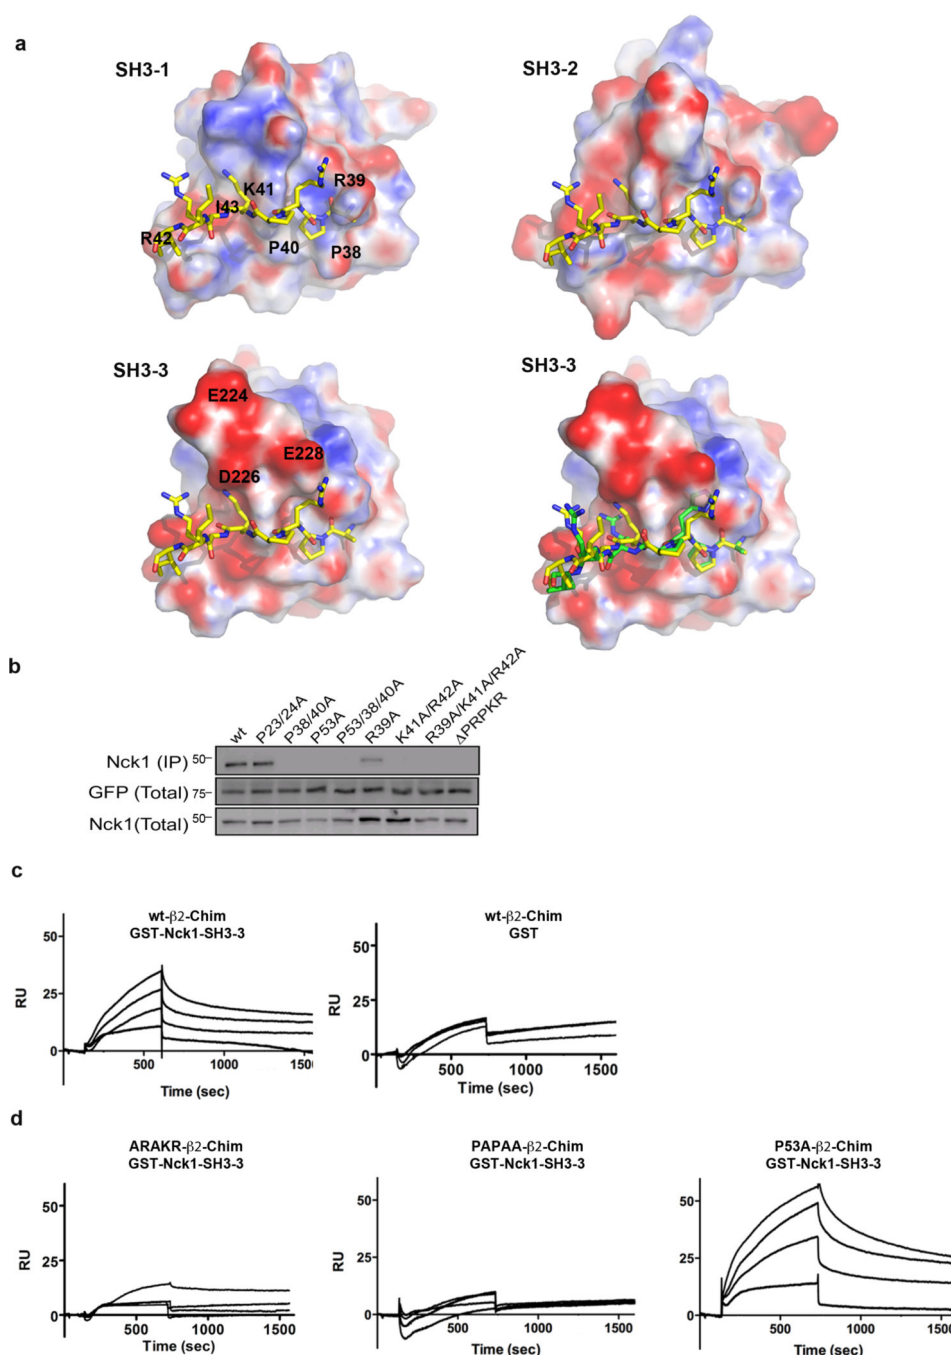 a
SH3-1
SH3-2
K41
R39
I43
R42
P40
P38
SH3-3
SH3-3
E224
E228
D226
b
wt
P23/24A
P38/40A
P53A
P53/38/40A
R39A
K41A/R42A
R39A/K41A/R42A
ΔPRPKR
Nck1 (IP) 50
GFP (Total) 75
Nck1(Total) 50
c
wt-β2-Chim
GST-Nck1-SH3-3
50
25
0
RU
500 1000 1500
Time (sec)
wt-β2-Chim
GST
50
25
0
RU
500 1000 1500
Time (sec)
d
ARAKR-β2-Chim
GST-Nck1-SH3-3
50
25
0
RU
500 1000 1500
Time (sec)
PAPAA-β2-Chim
GST-Nck1-SH3-3
50
25
0
RU
500 1000 1500
Time (sec)
P53A-β2-Chim
GST-Nck1-SH3-3
50
25
0
RU
500 1000 1500
Time (sec)